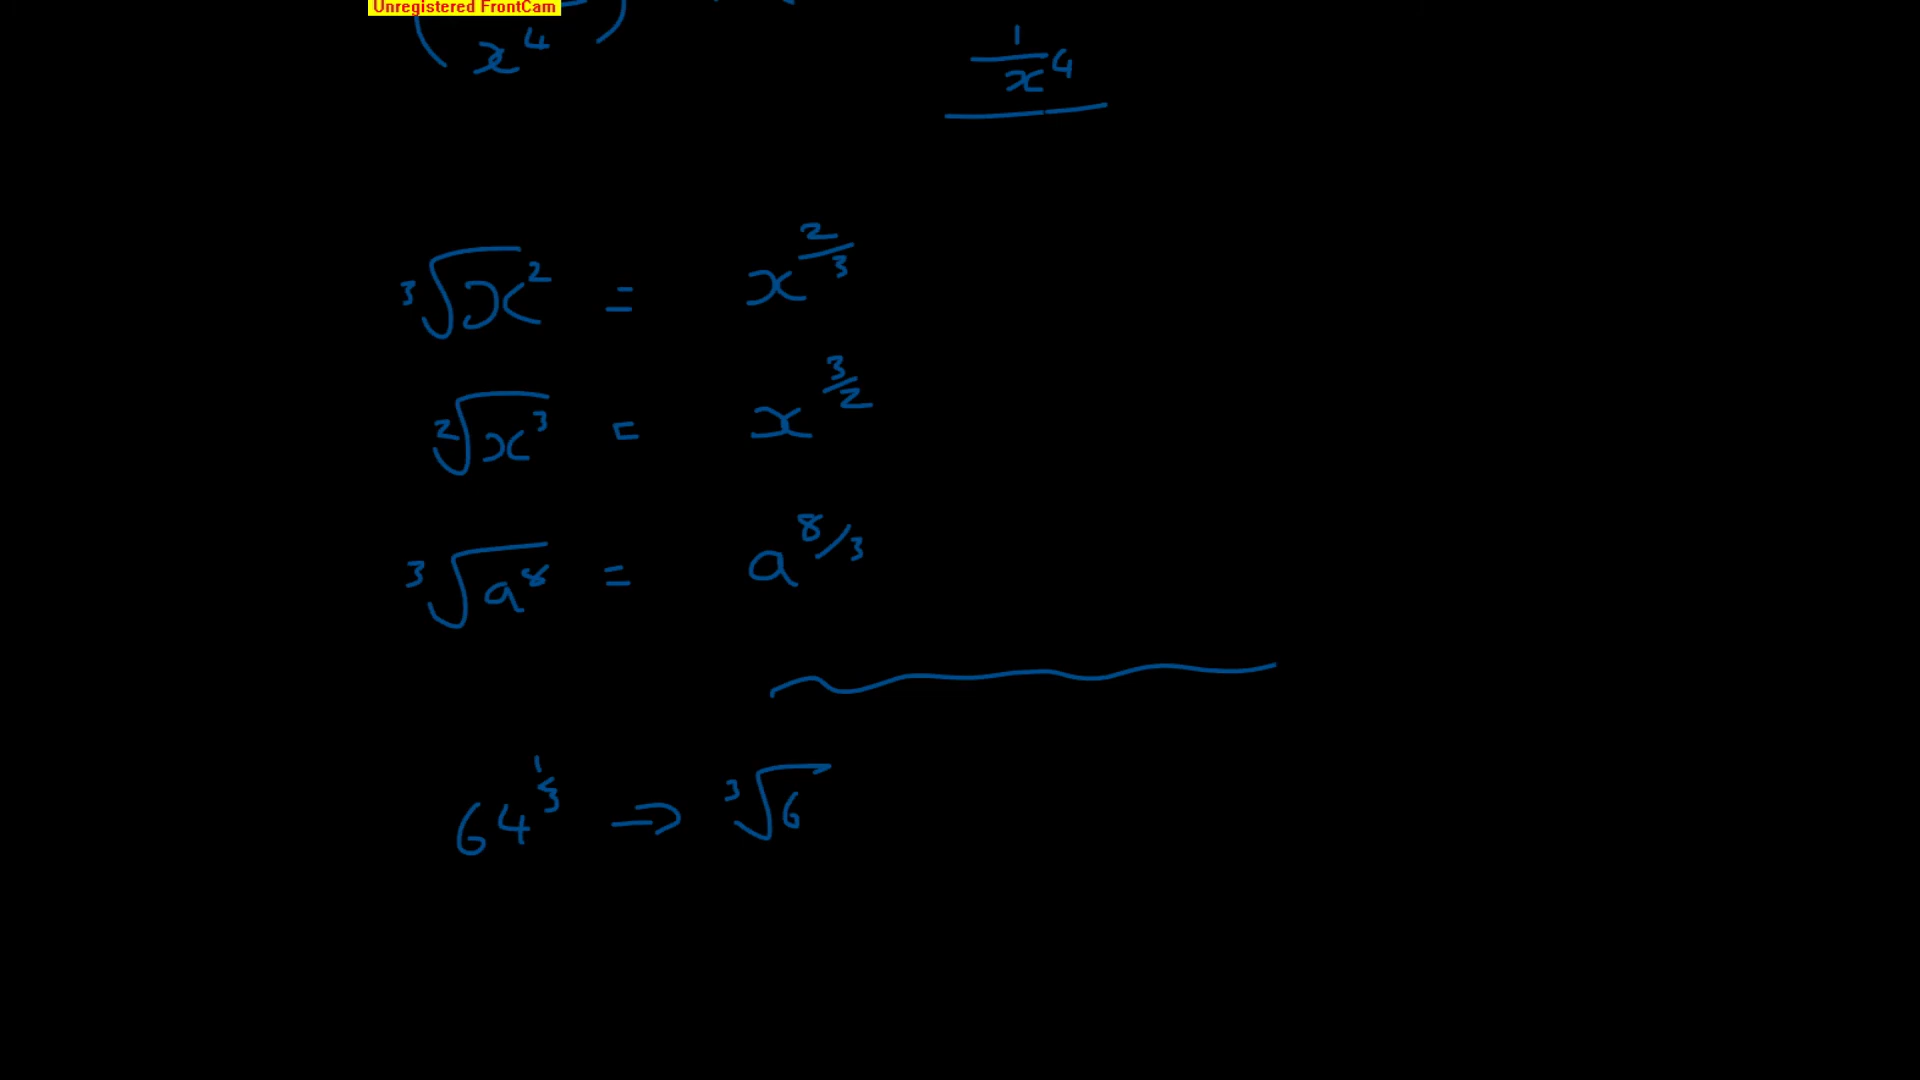 Unregistered FrontCam
x⁴
1/x⁴
³√x² = x^(2/3)
²√x³ = x^(3/2)
³√a⁸ = a^(8/3)
64^(1/3) ⇒ ³√6